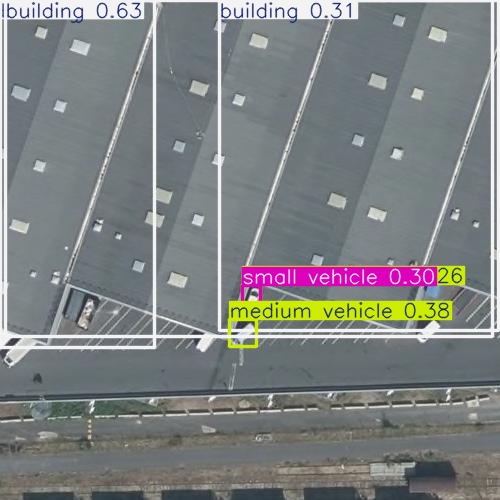 building 0.63
building 0.31
small vehicle 0.30
26
medium vehicle 0.38